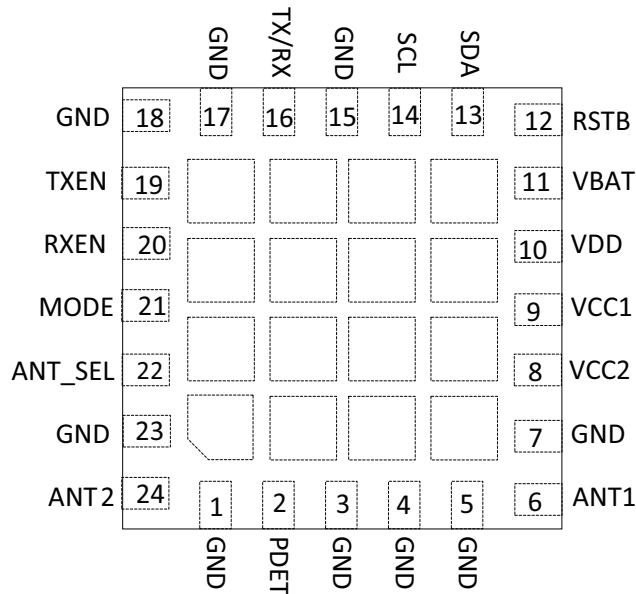 GND TX/RX GND SCL SDA
17 16 15 14 13
GND 18 12 RSTB
TXEN 19 11 VBAT
RXEN 20 10 VDD
MODE 21 9 VCC1
ANT_SEL 22 8 VCC2
GND 23 7 GND
ANT2 24 6 ANT1
1 2 3 4 5
GND PDET GND GND GND